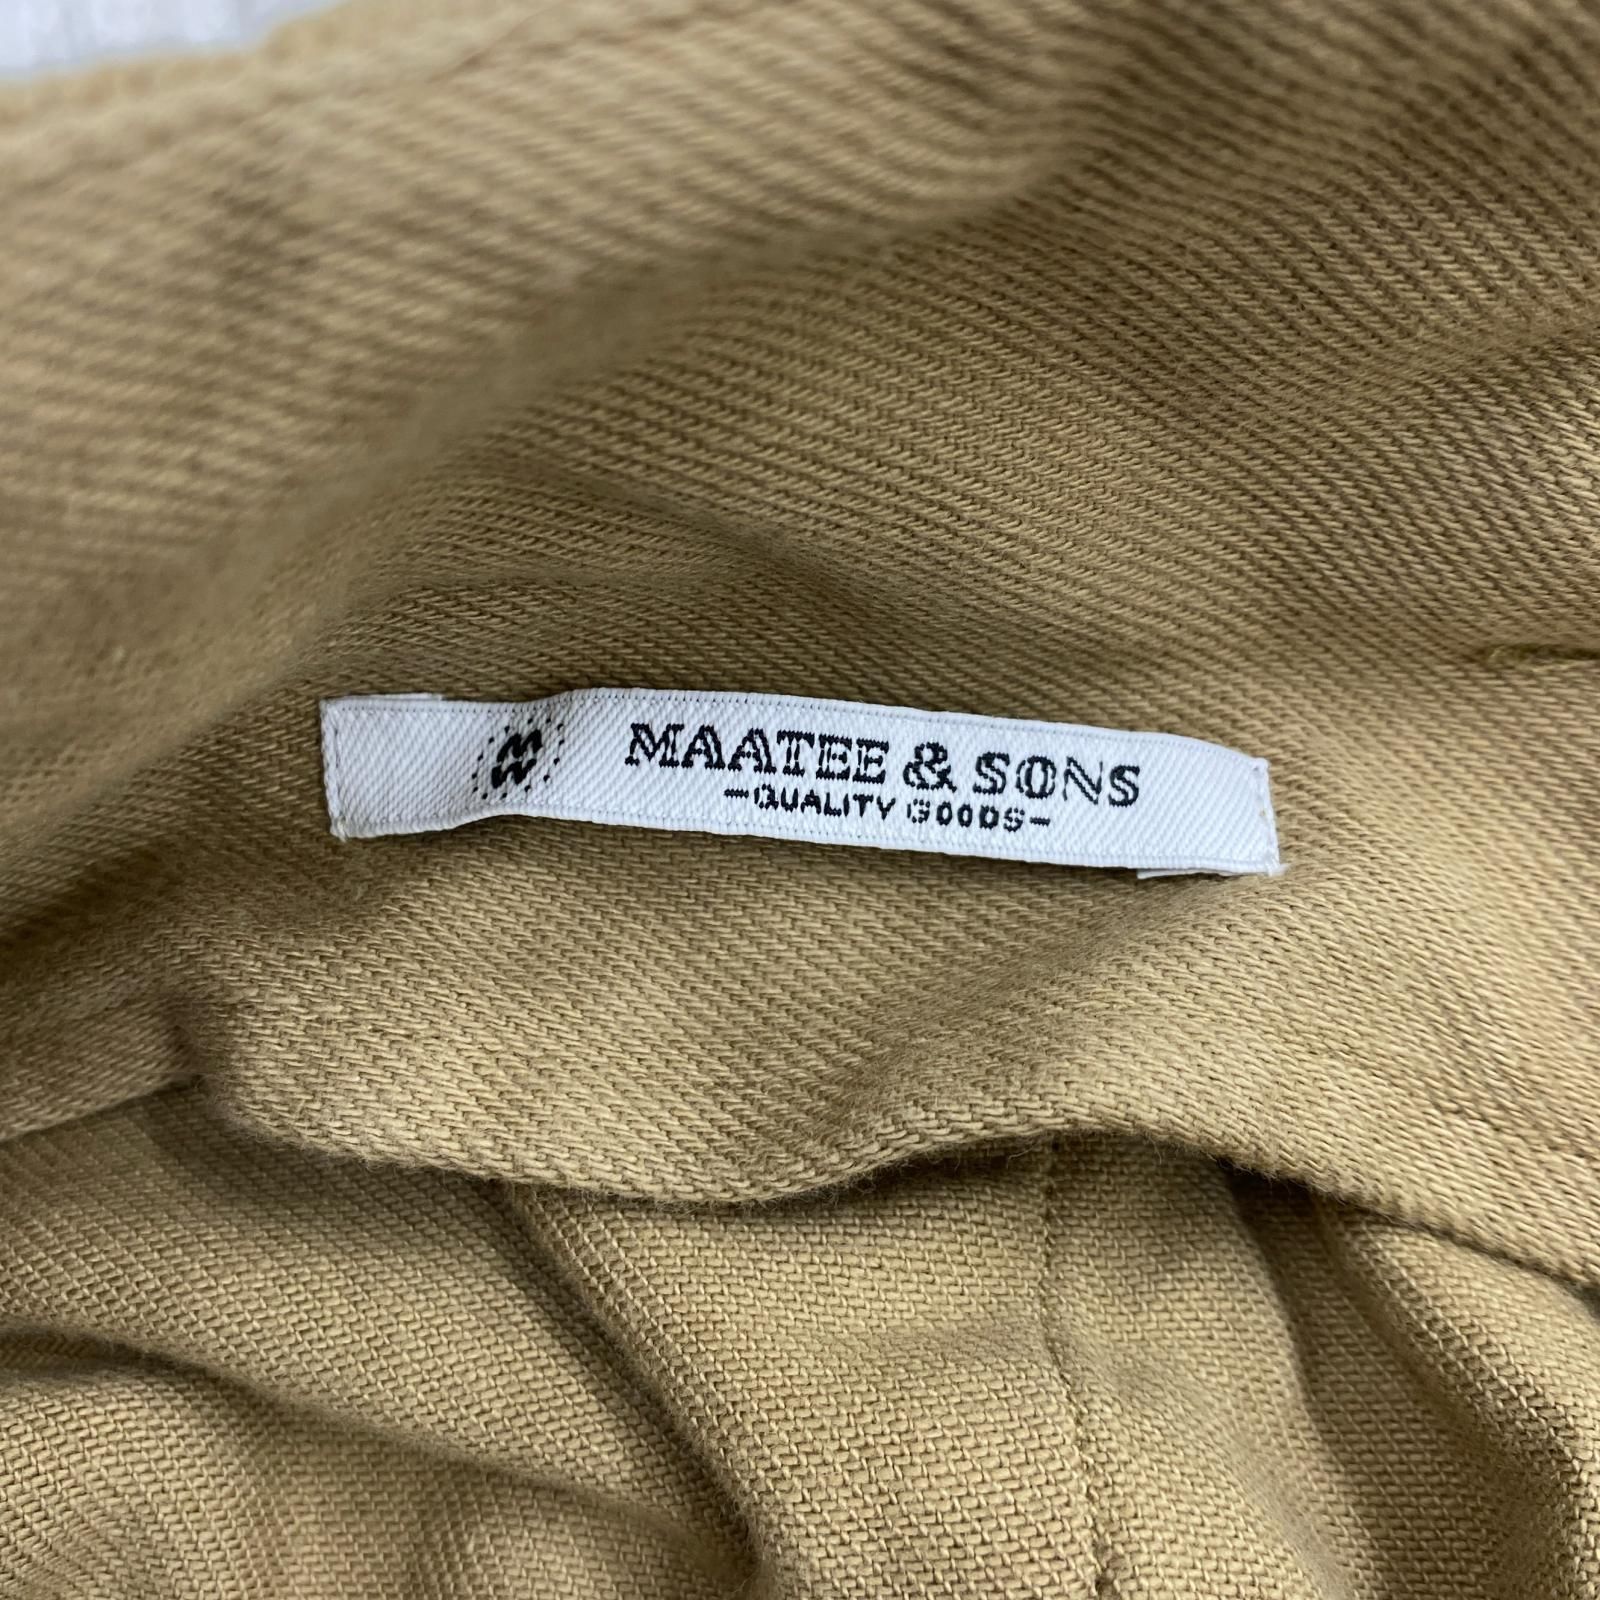 MAATEE & SONS
-QUALITY GOODS-